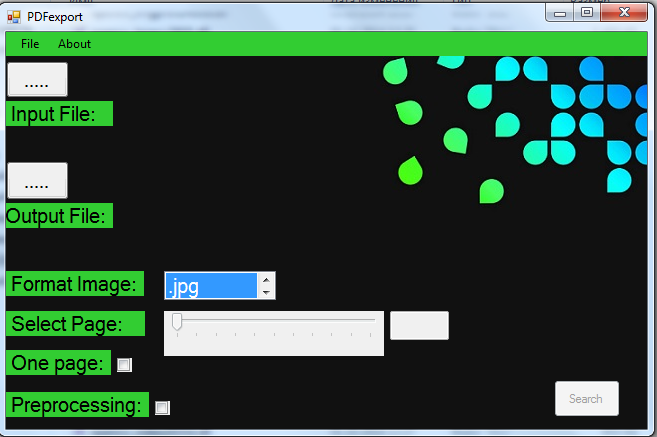 PDFexport
File About
.....
Input File:
.....
Output File:
Format Image: .jpg
Select Page:
One page:
Preprocessing:
Search